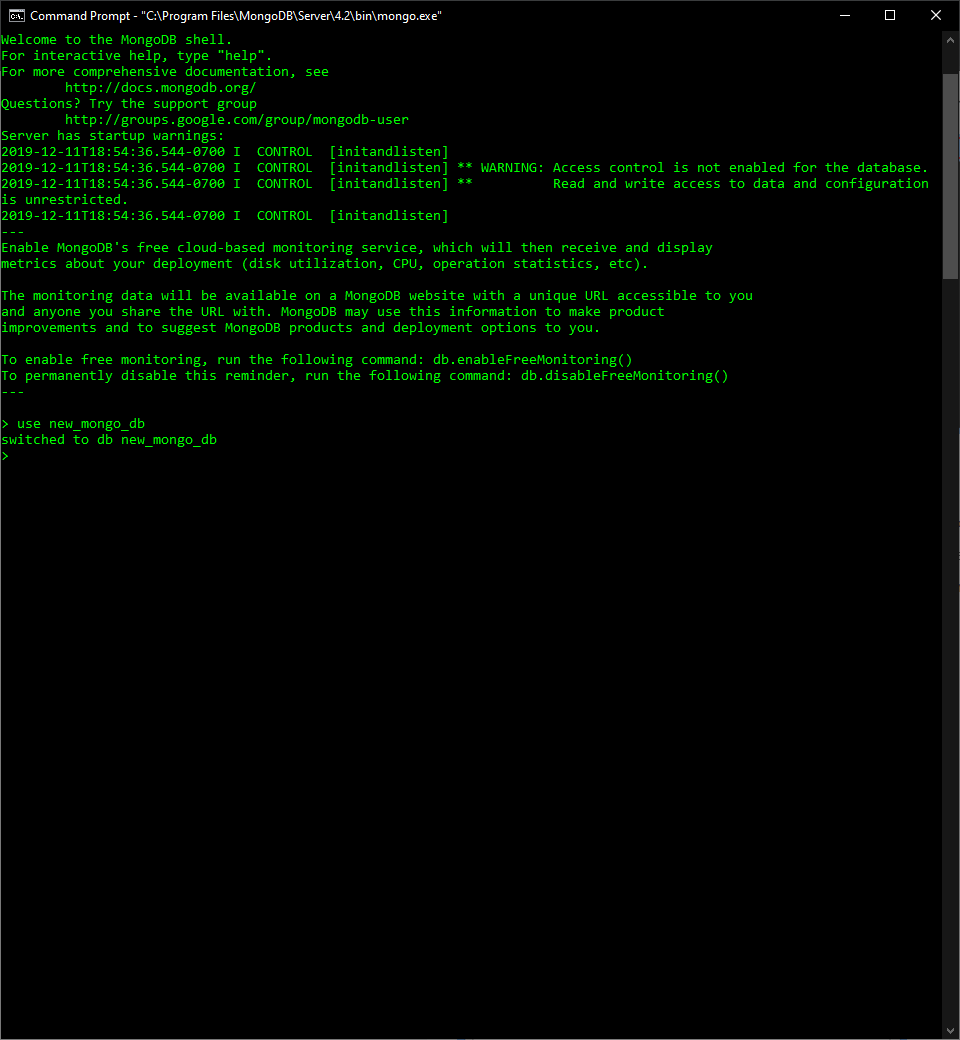 Command Prompt - "C:\Program Files\MongoDB\Server\4.2\bin\mongo.exe"
Welcome to the MongoDB shell.
For interactive help, type "help".
For more comprehensive documentation, see
        http://docs.mongodb.org/
Questions? Try the support group
        http://groups.google.com/group/mongodb-user
Server has startup warnings:
2019-12-11T18:54:36.544-0700 I  CONTROL  [initandlisten]
2019-12-11T18:54:36.544-0700 I  CONTROL  [initandlisten] ** WARNING: Access control is not enabled for the database.
2019-12-11T18:54:36.544-0700 I  CONTROL  [initandlisten] **          Read and write access to data and configuration
is unrestricted.
2019-12-11T18:54:36.544-0700 I  CONTROL  [initandlisten]
---
Enable MongoDB's free cloud-based monitoring service, which will then receive and display
metrics about your deployment (disk utilization, CPU, operation statistics, etc).

The monitoring data will be available on a MongoDB website with a unique URL accessible to you
and anyone you share the URL with. MongoDB may use this information to make product
improvements and to suggest MongoDB products and deployment options to you.

To enable free monitoring, run the following command: db.enableFreeMonitoring()
To permanently disable this reminder, run the following command: db.disableFreeMonitoring()
---

> use new_mongo_db
switched to db new_mongo_db
>